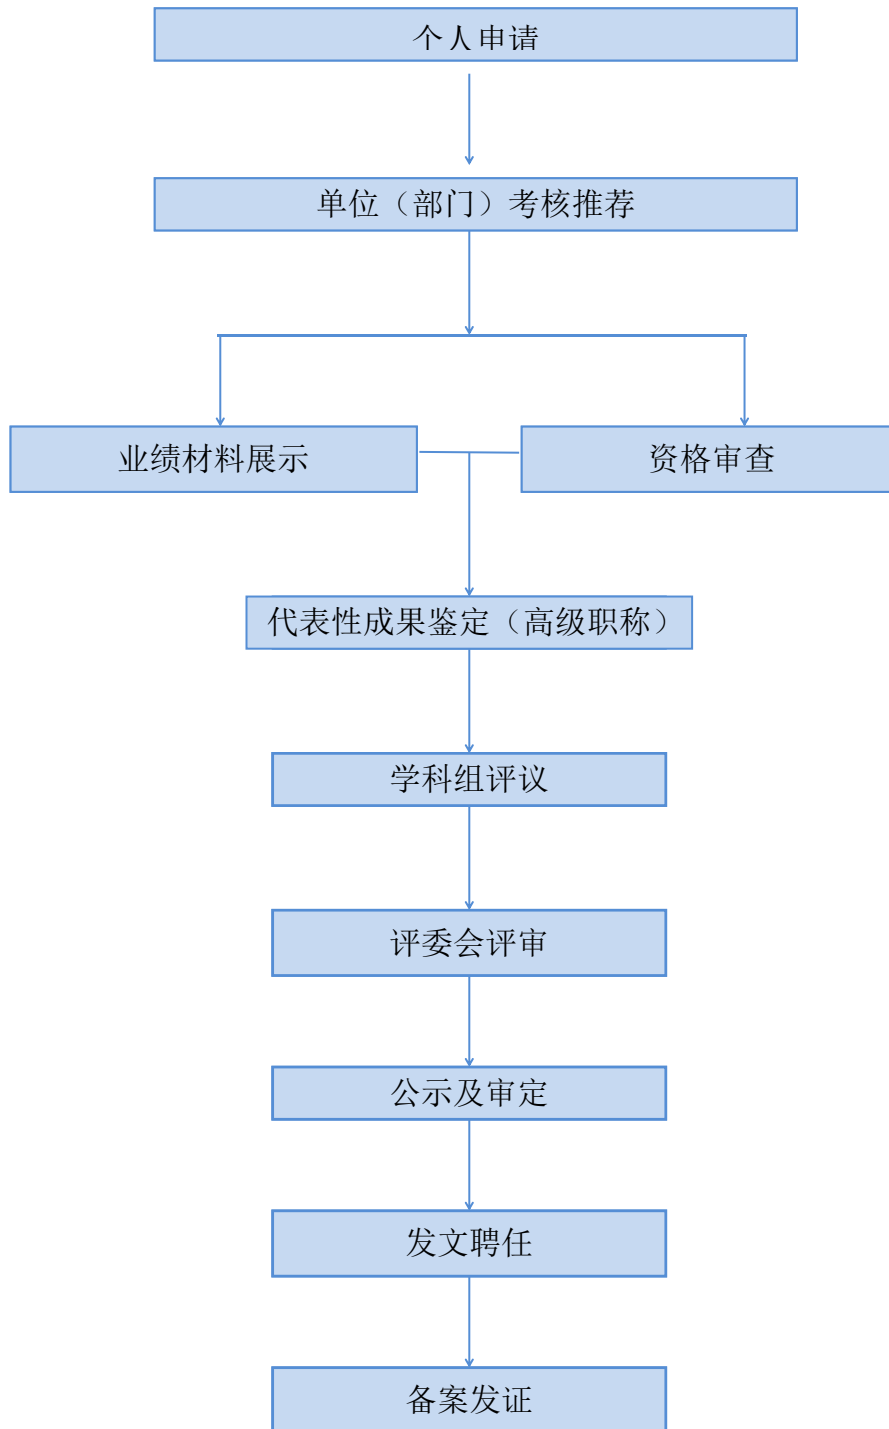 个人申请
单位（部门）考核推荐
业绩材料展示
资格审查
代表性成果鉴定（高级职称）
学科组评议
评委会评审
公示及审定
发文聘任
备案发证